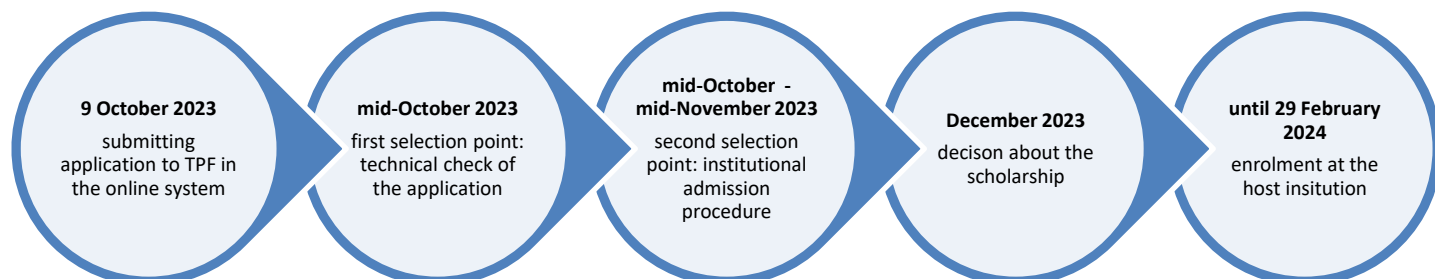 9 October 2023
submitting
application to TPF in
the online system
mid-October 2023
first selection point:
technical check of
the application
mid-October -
mid-November 2023
second selection
point: institutional
admission
procedure
December 2023
decison about the
scholarship
until 29 February
2024
enrolment at the
host insitution